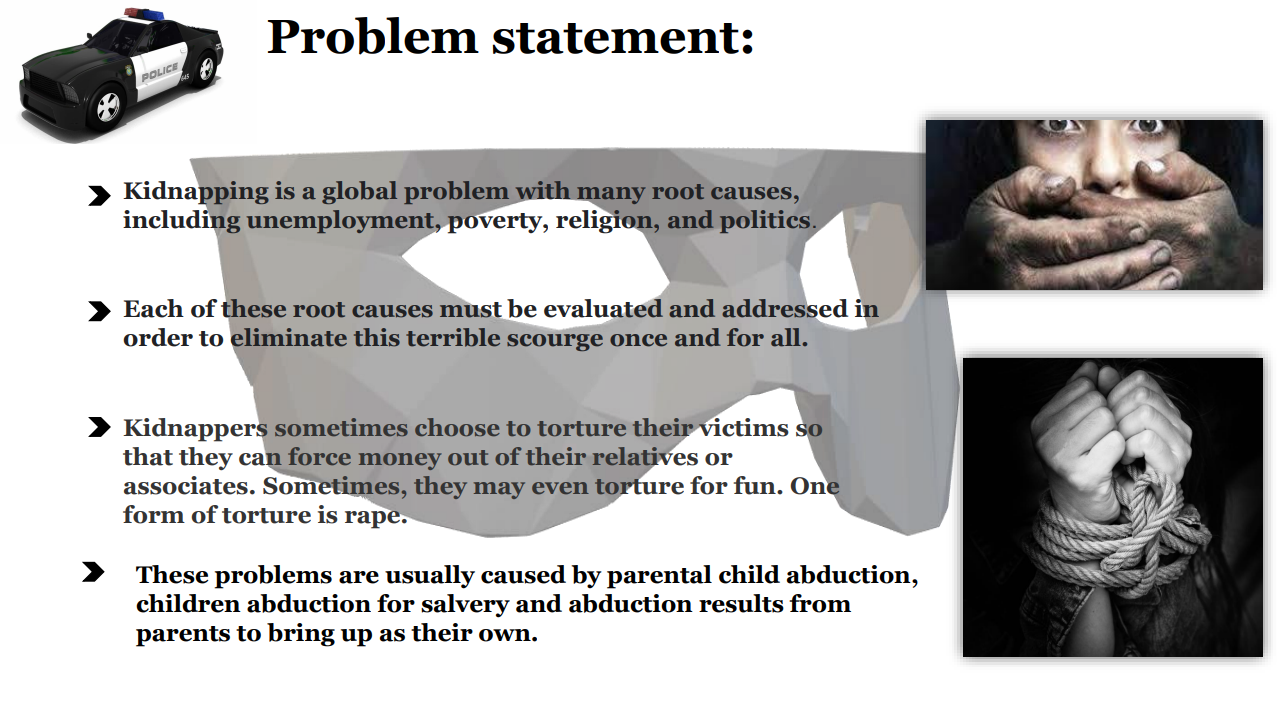 POLICE
645
Problem statement:
Kidnapping is a global problem with many root causes,
including unemployment, poverty, religion, and politics.
Each of these root causes must be evaluated and addressed in
order to eliminate this terrible scourge once and for all.
Kidnappers sometimes choose to torture their victims so
that they can force money out of their relatives or
associates. Sometimes, they may even torture for fun. One
form of torture is rape.
These problems are usually caused by parental child abduction,
children abduction for salvery and abduction results from
parents to bring up as their own.